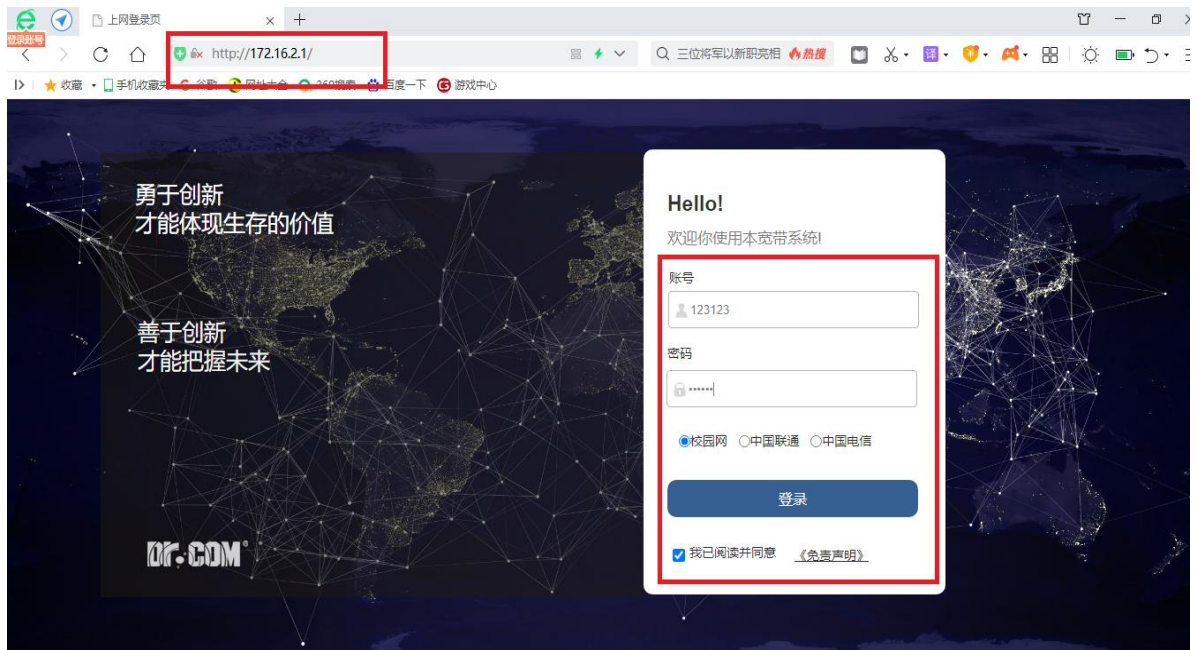 上网登录页
登录账号
http://172.16.2.1/
三位将军以新职亮相 热搜
收藏 手机收藏夹 谷歌 网址大全 360搜索 百度一下 游戏中心
勇于创新
才能体现生存的价值
善于创新
才能把握未来
Dr.COM
Hello!
欢迎你使用本宽带系统!
账号
123123
密码
••••••
校园网 中国联通 中国电信
登录
我已阅读并同意 《免责声明》